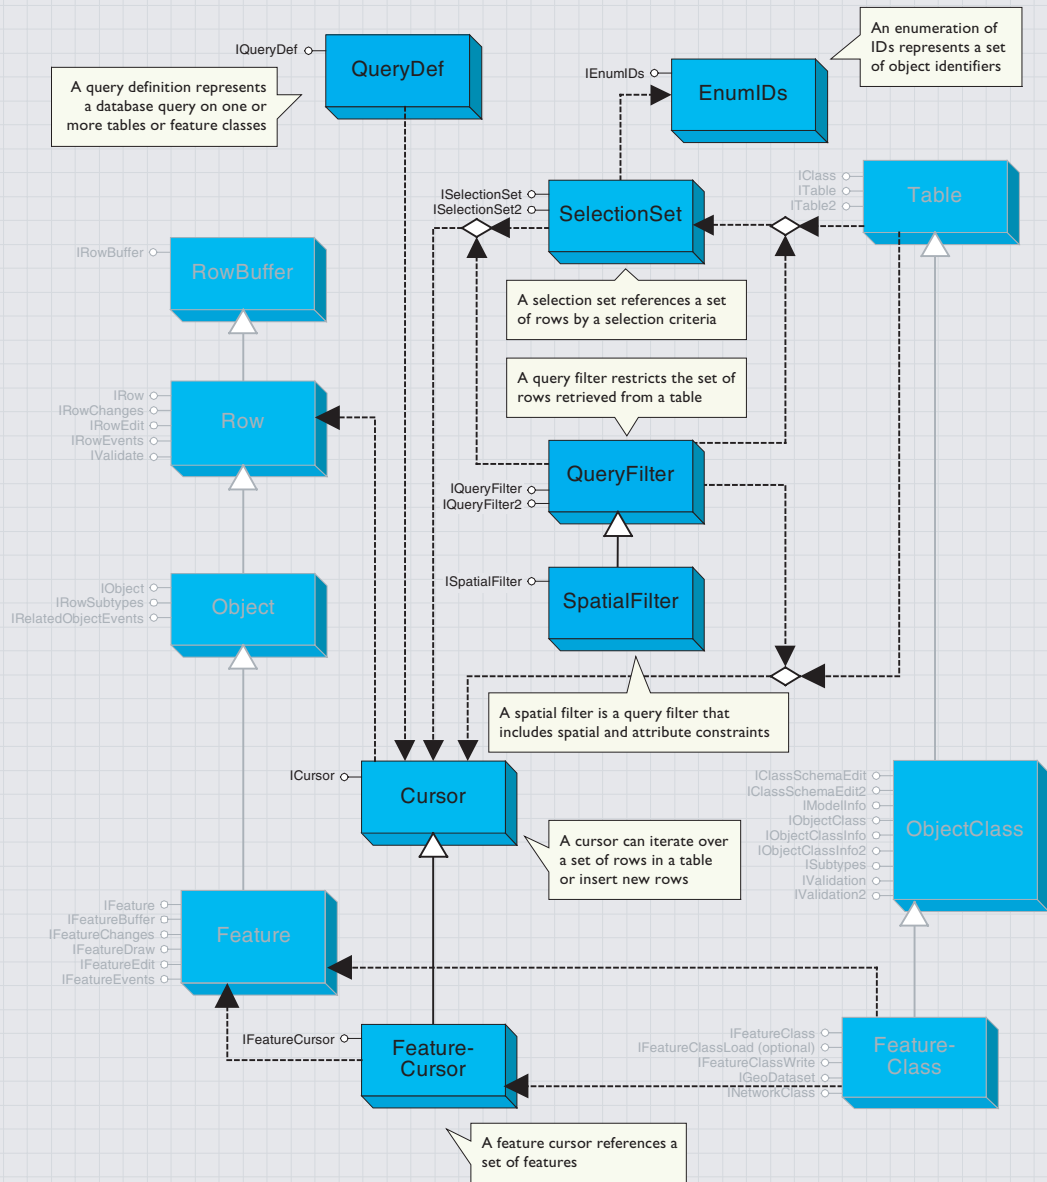 An enumeration of
IDs represents a set
of object identifiers
IQueryDef
QueryDef
A query definition represents
a database query on one or
more tables or feature classes
IEnumIDs
EnumIDs
ISelectionSet
ISelectionSet2
SelectionSet
IClass
ITable
ITable2
Table
IRowBuffer
RowBuffer
A selection set references a set
of rows by a selection criteria
A query filter restricts the set of
rows retrieved from a table
IRow
IRowChanges
IRowEdit
IRowEvents
IValidate
Row
IQueryFilter
IQueryFilter2
QueryFilter
IObject
IRowSubtypes
IRelatedObjectEvents
Object
ISpatialFilter
SpatialFilter
A spatial filter is a query filter that
includes spatial and attribute constraints
ICursor
Cursor
A cursor can iterate over
a set of rows in a table
or insert new rows
IClassSchemaEdit
IClassSchemaEdit2
IModelInfo
IObjectClass
IObjectClassInfo
IObjectClassInfo2
ISubtypes
IValidation
IValidation2
ObjectClass
IFeature
IFeatureBuffer
IFeatureChanges
IFeatureDraw
IFeatureEdit
IFeatureEvents
Feature
IFeatureCursor
Feature-
Cursor
IFeatureClass
IFeatureClassLoad (optional)
IFeatureClassWrite
IGeoDataset
INetworkClass
Feature-
Class
A feature cursor references a
set of features